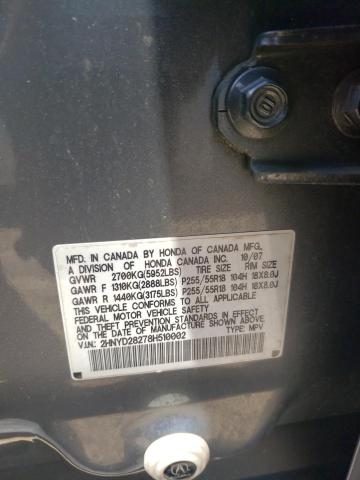 MFD. IN CANADA BY HONDA OF CANADA MFG.,
A DIVISION OF HONDA CANADA INC. 10/07
GVWR 2700KG(5952LBS) TIRE SIZE RIM SIZE
GAWR F 1310KG(2888LBS) P255/55R18 104H 18X8.0J
GAWR R 1440KG(3175LBS) P255/55R18 104H 18X8.0J
THIS VEHICLE CONFORMS TO ALL APPLICABLE
FEDERAL MOTOR VEHICLE SAFETY AND
THEFT PREVENTION STANDARDS IN EFFECT ON
THE DATE OF MANUFACTURE SHOWN ABOVE.
V.I.N: 2HNYD28278H510002 TYPE: MPV